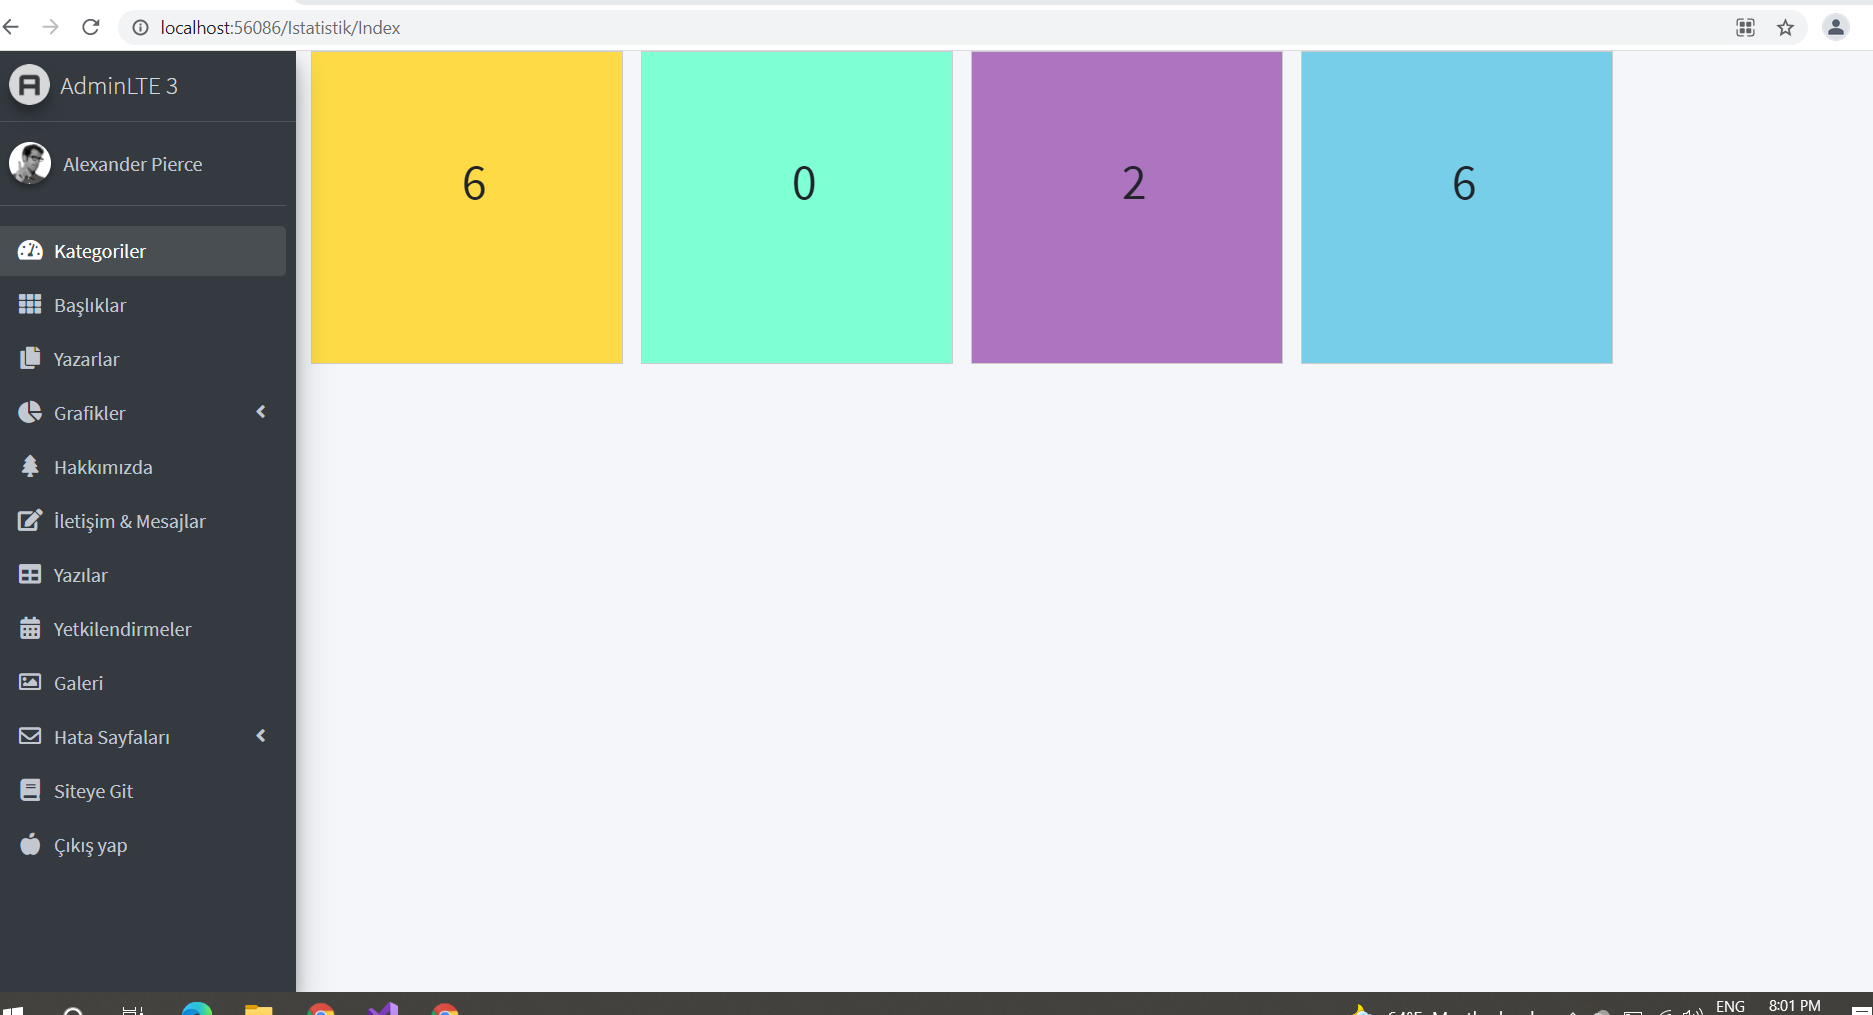 localhost:56086/Istatistik/Index
AdminLTE 3
Alexander Pierce
6 0 2 6
Kategoriler
Başlıklar
Yazarlar
Grafikler
Hakkımızda
İletişim & Mesajlar
Yazılar
Yetkilendirmeler
Galeri
Hata Sayfaları
Siteye Git
Çıkış yap
ENG 8:01 PM